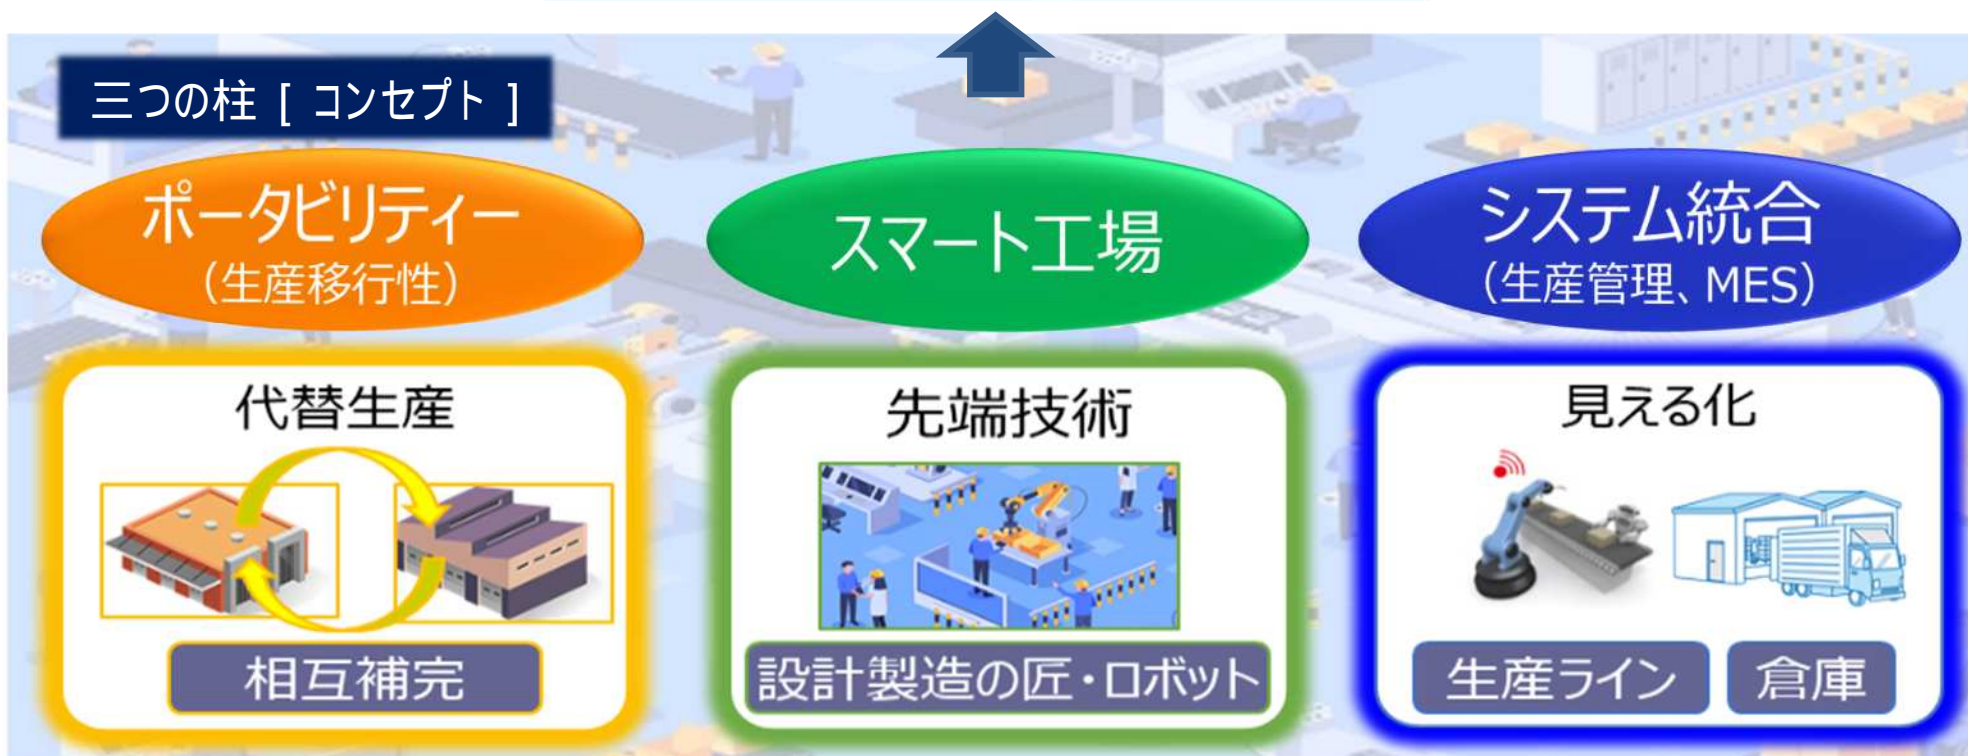 三つの柱 [ コンセプト ]
ポータビリティー
（生産移行性）
代替生産
相互補完
スマート工場
先端技術
設計製造の匠・ロボット
システム統合
（生産管理、MES）
見える化
生産ライン
倉庫